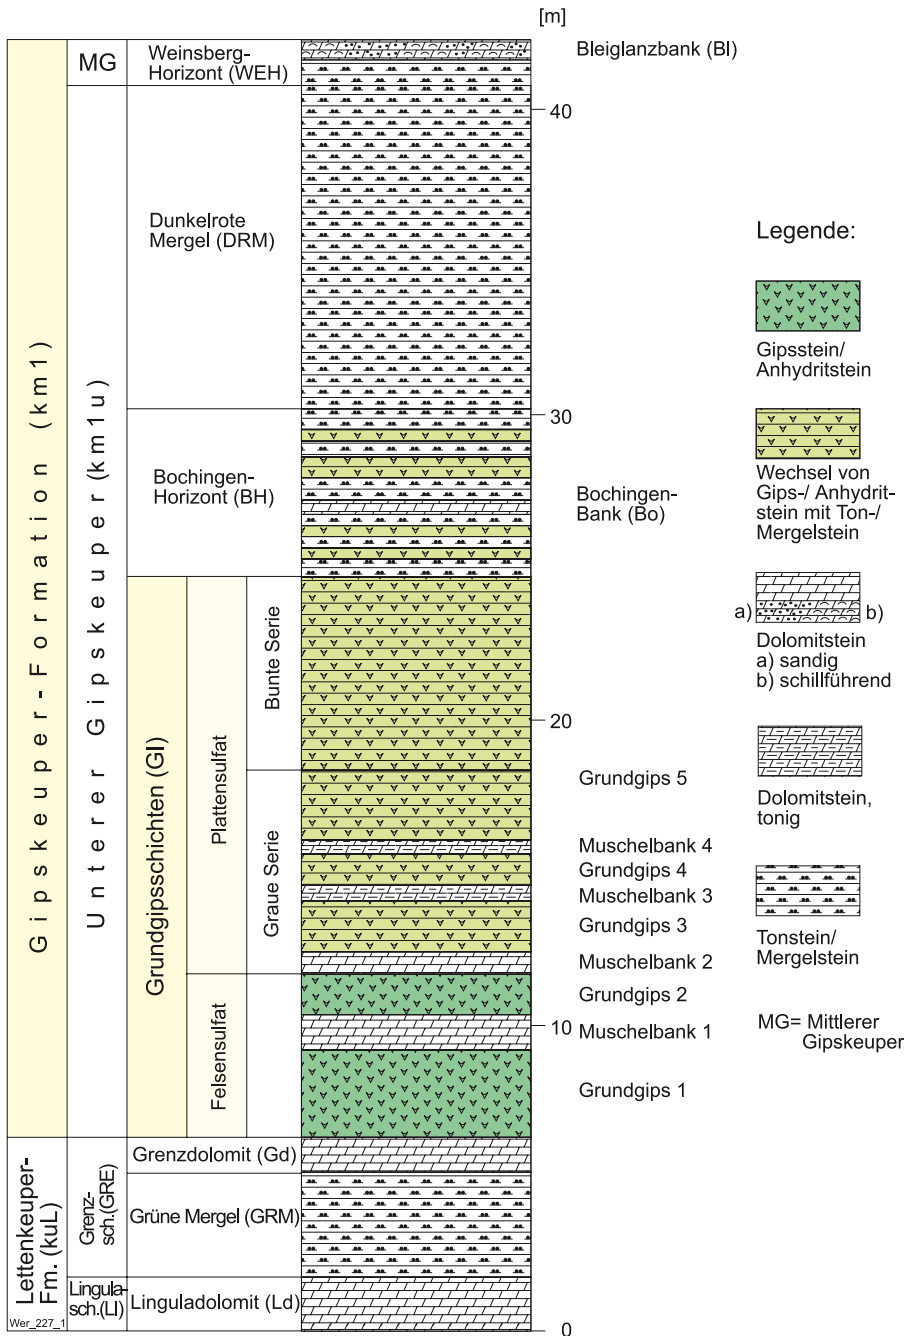 [m]
MG
Weinsberg-
Horizont (WEH)
Bleiglanzbank (Bl)
40
Dunkelrote
Mergel (DRM)
30
Bochingen-
Horizont (BH)
Bochingen-
Bank (Bo)
Gipskeuper-Formation (km1)
Unterer Gipskeuper (km1u)
Grundgipsschichten (GI)
Plattensulfat
Bunte Serie
20
Graue Serie
Grundgips 5
Muschelbank 4
Grundgips 4
Muschelbank 3
Grundgips 3
Muschelbank 2
Felsensulfat
Grundgips 2
10
Muschelbank 1
Grundgips 1
Lettenkeuper-
Fm. (kuL)
Grenz-
sch.(GRE)
Grenzdolomit (Gd)
Grüne Mergel (GRM)
Lingula-
sch.(LI)
Linguladolomit (Ld)
0
Wer_227_1
Legende:
Gipsstein/
Anhydritstein
Wechsel von
Gips-/ Anhydrit-
stein mit Ton-/
Mergelstein
a) b)
Dolomitstein
a) sandig
b) schillführend
Dolomitstein,
tonig
Tonstein/
Mergelstein
MG= Mittlerer
Gipskeuper